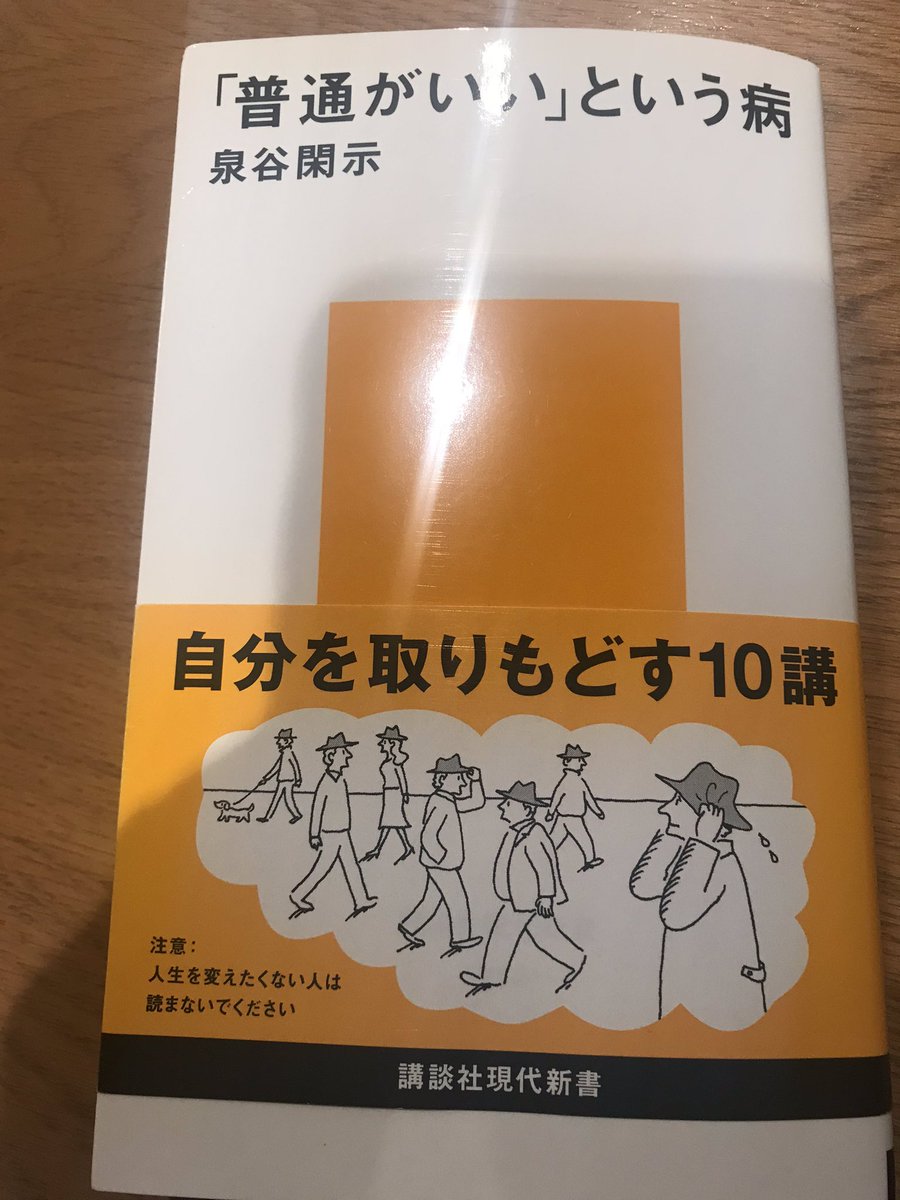 「普通がいい」という病
泉谷閑示
自分を取りもどす10講
注意：
人生を変えたくない人は
読まないでください
講談社現代新書